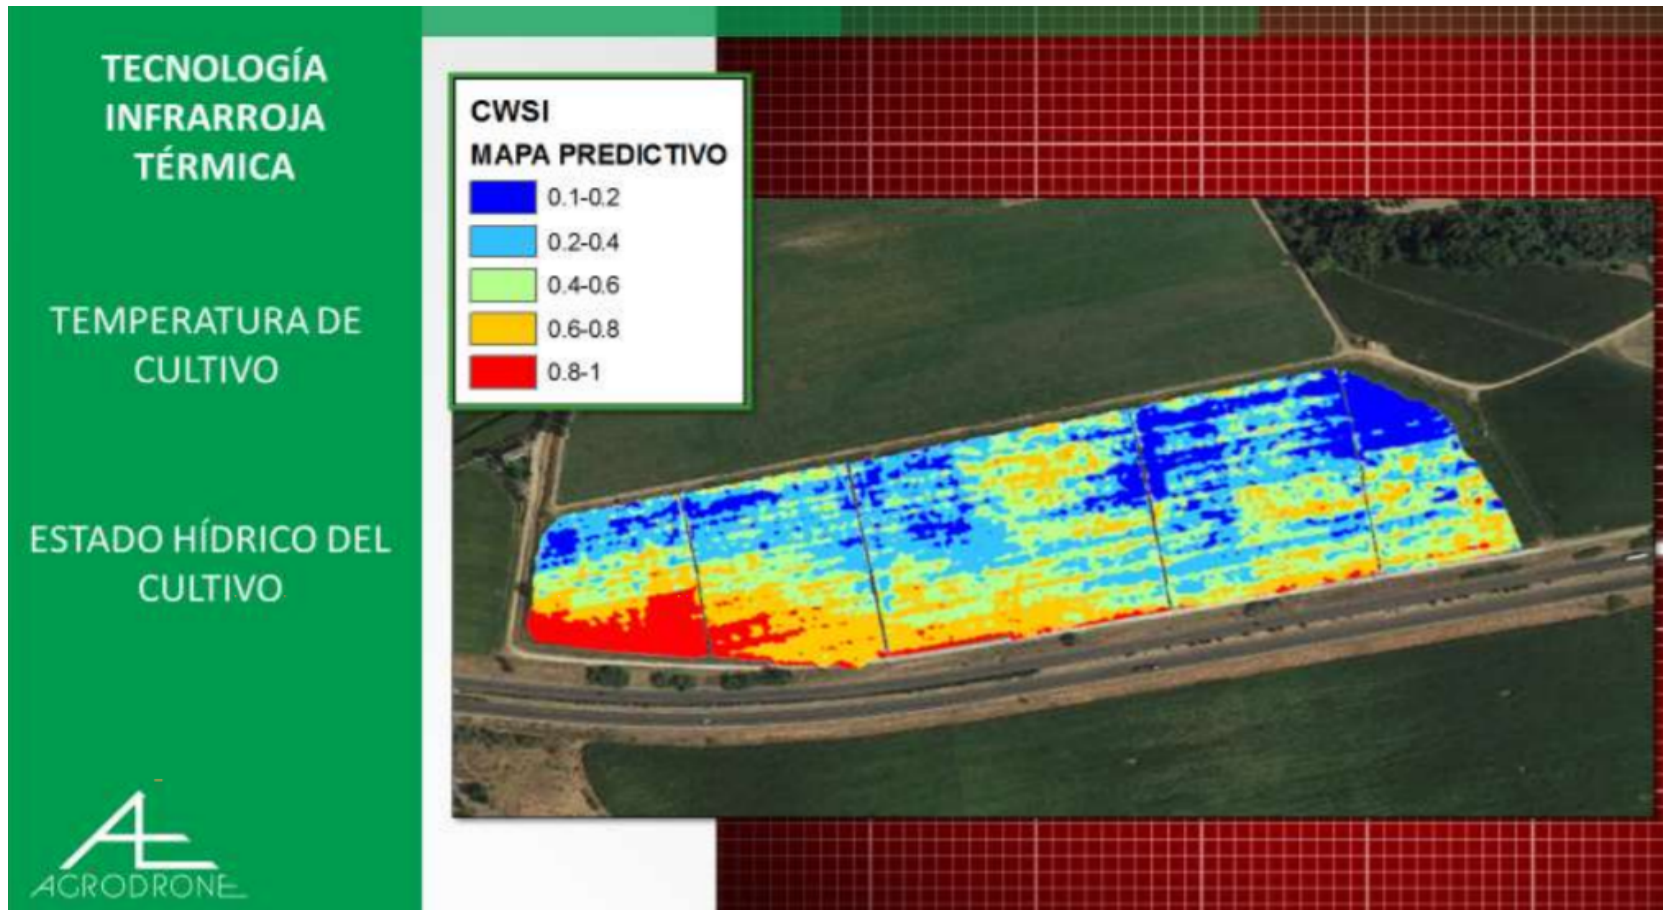 TECNOLOGÍA
INFRARROJA
TÉRMICA
TEMPERATURA DE
CULTIVO
ESTADO HÍDRICO DEL
CULTIVO
AGRODRONE
CWSI
MAPA PREDICTIVO
0.1-0.2
0.2-0.4
0.4-0.6
0.6-0.8
0.8-1